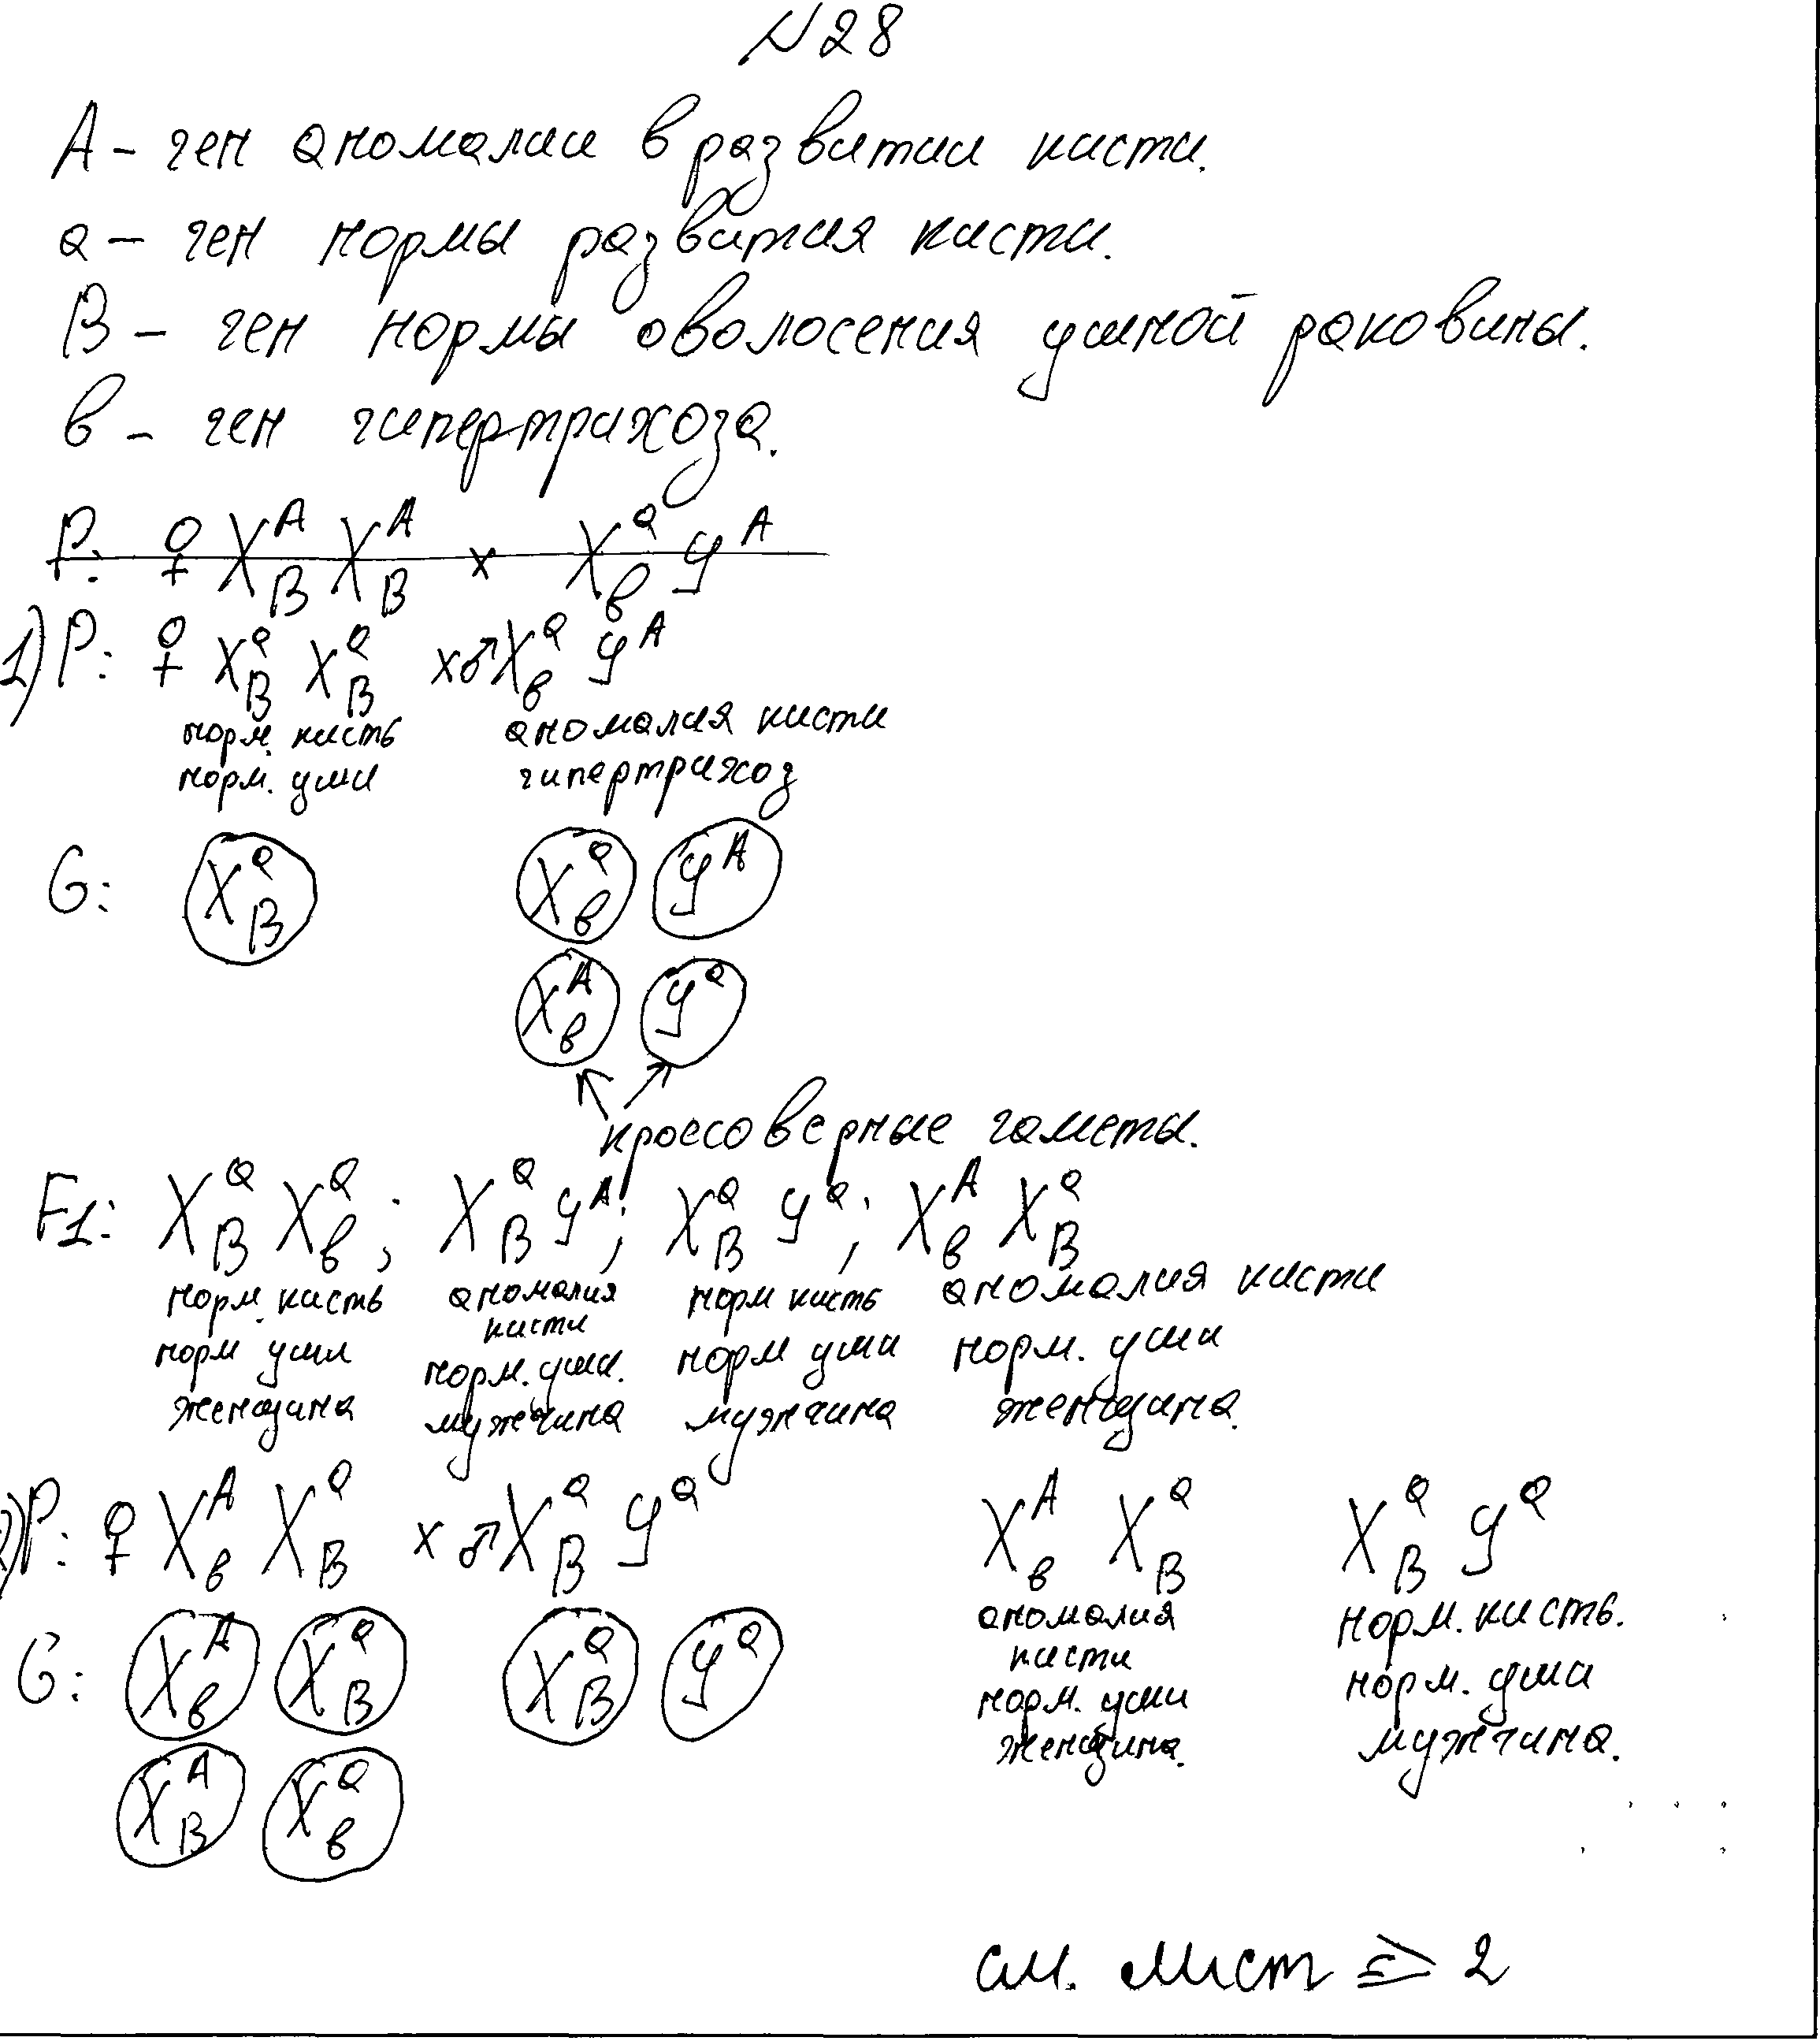 №28
А – ген аномалии в развитии кисти.
а – ген нормы развития кисти.
В – ген нормы оволосения ушной раковины.
в – ген гипертрихоза.
Р: ♀ X^A_B X^A_B x X^a_в У^A
1) Р: ♀ X^a_B X^a_B x ♂ X^a_в У^A
норм. кисть аномалия кисти
норм. уши гипертрихоз
G: X^a_B X^a_в У^A
X^A_в У^a
кроссоверные гаметы.
F1: X^a_B X^a_в ; X^a_B У^A ; X^a_B У^a ; X^A_в X^a_B
норм. кисть аномалия кисти норм кисть аномалия кисти
норм уши норм. уши. норм уши норм. уши
женщина мужчина мужчина женщина.
2) Р: ♀ X^A_в X^a_B x ♂ X^a_B У^a X^A_в X^a_B X^a_B У^a
G: X^A_в X^a_B X^a_B У^a аномалия кисти норм. кисть.
норм. уши норм. уши
женщина. мужчина.
X^A_B X^a_в
см. лист ⇒ 2